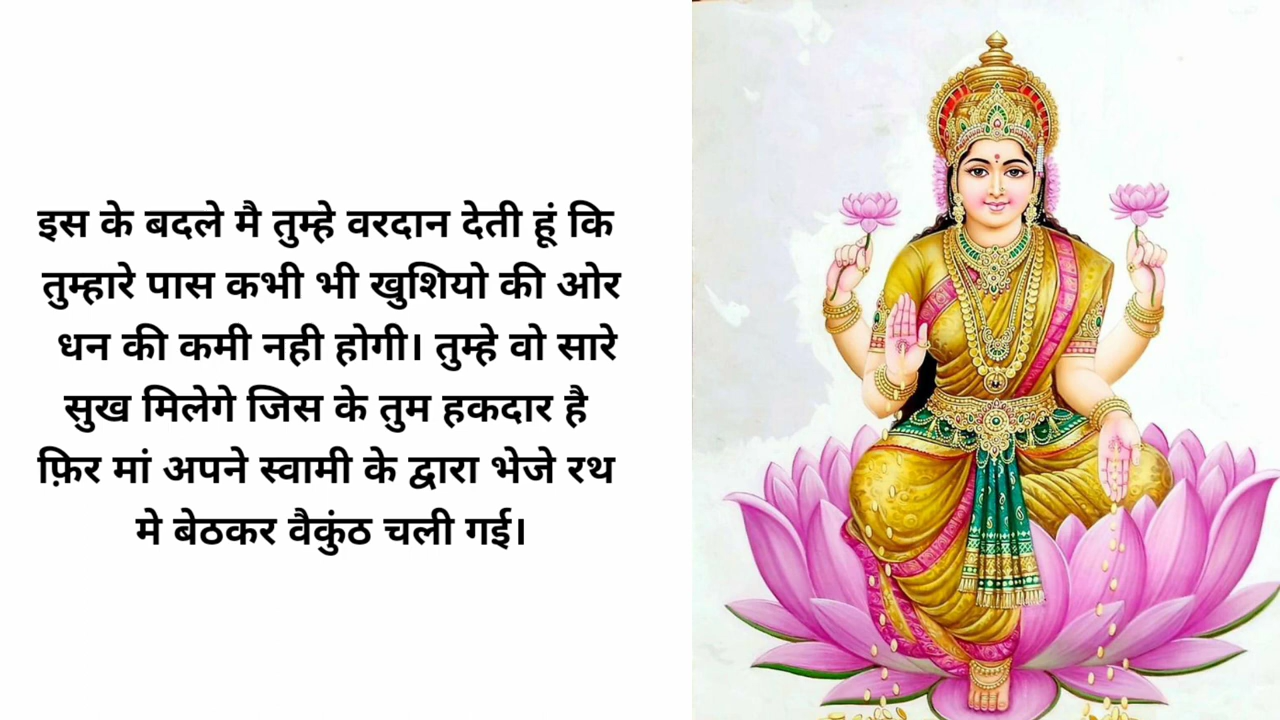 इस के बदले मै तुम्हे वरदान देती हूं कि
तुम्हारे पास कभी भी खुशियो की ओर
धन की कमी नही होगी। तुम्हे वो सारे
सुख मिलेगे जिस के तुम हकदार है
फ़िर मां अपने स्वामी के द्वारा भेजे रथ
मे बेठकर वैकुंठ चली गई।